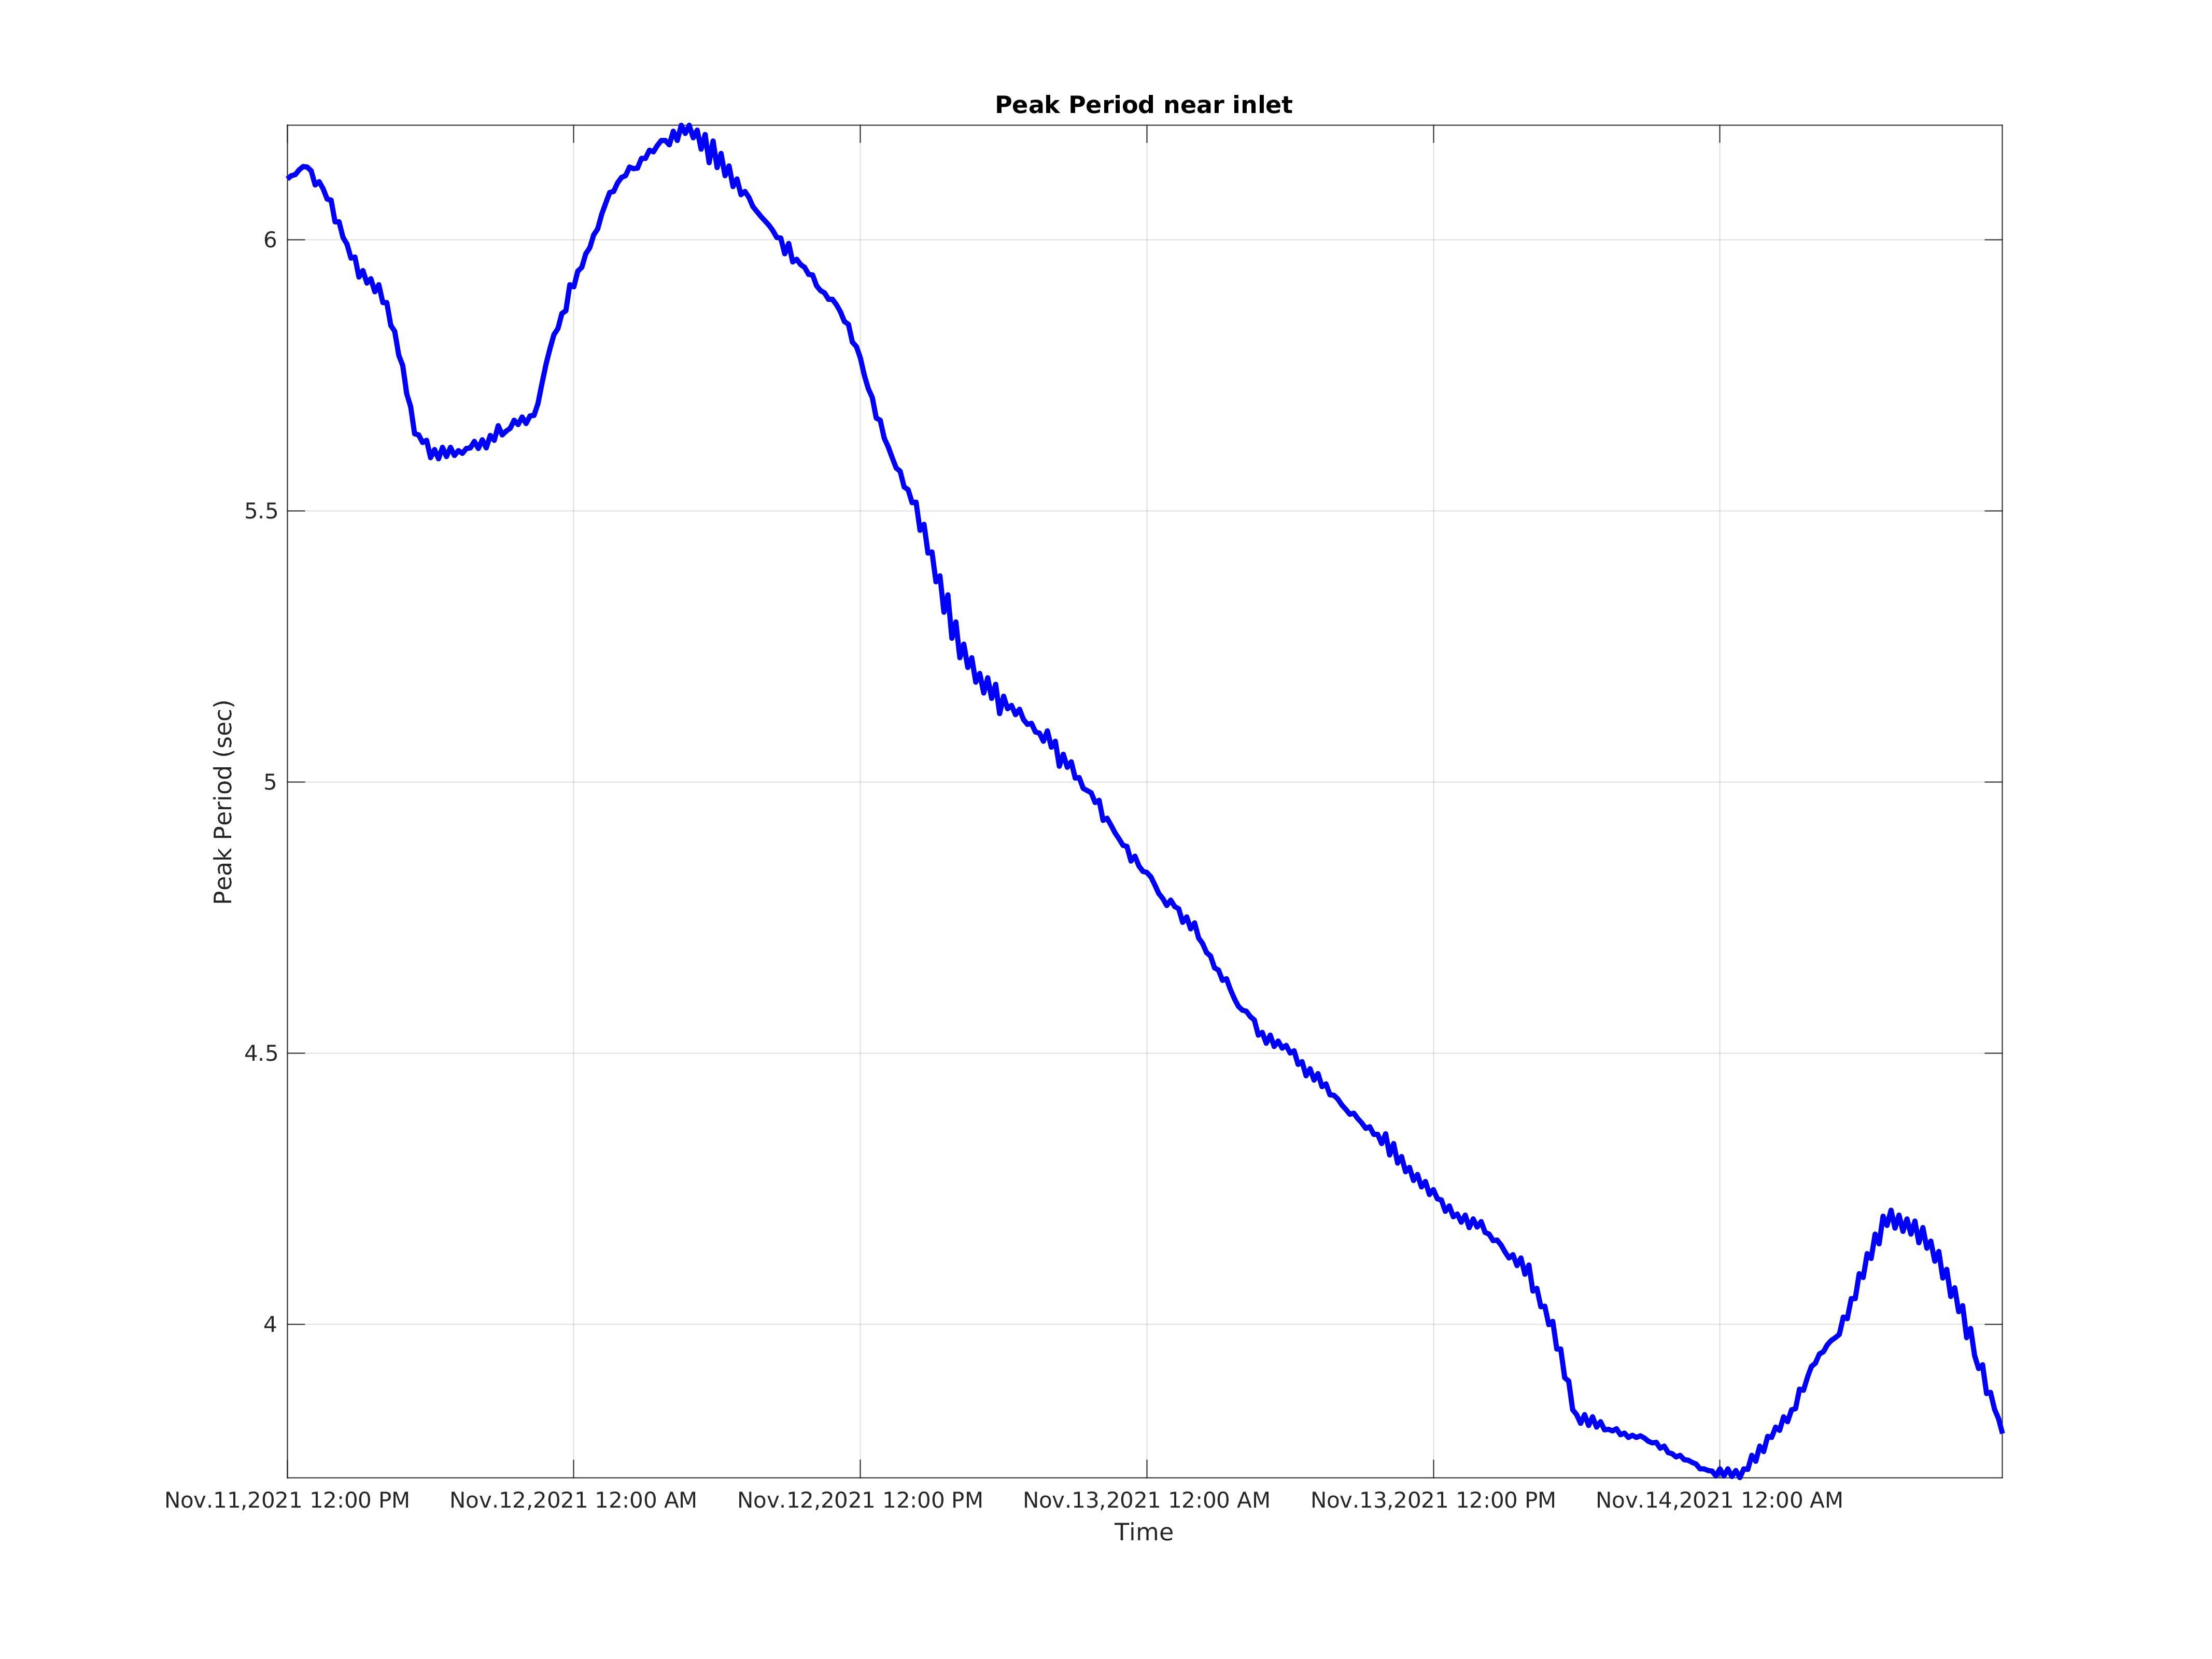 Peak Period near inlet
Peak Period (sec)
6
5.5
5
4.5
4
Nov.11,2021 12:00 PM
Nov.12,2021 12:00 AM
Nov.12,2021 12:00 PM
Nov.13,2021 12:00 AM
Nov.13,2021 12:00 PM
Nov.14,2021 12:00 AM
Time